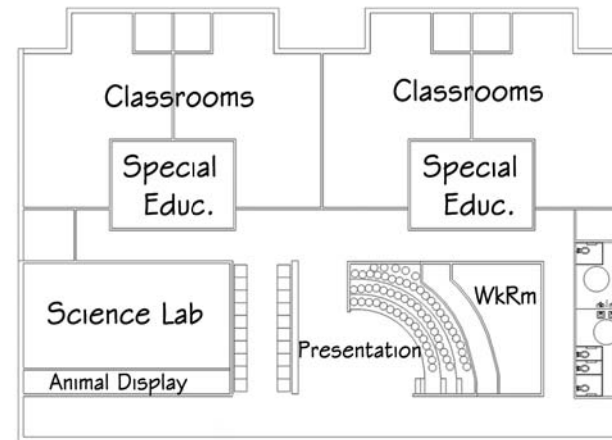 Classrooms
Classrooms
Special
Educ.
Special
Educ.
Science Lab
WkRm
Presentation
Animal Display